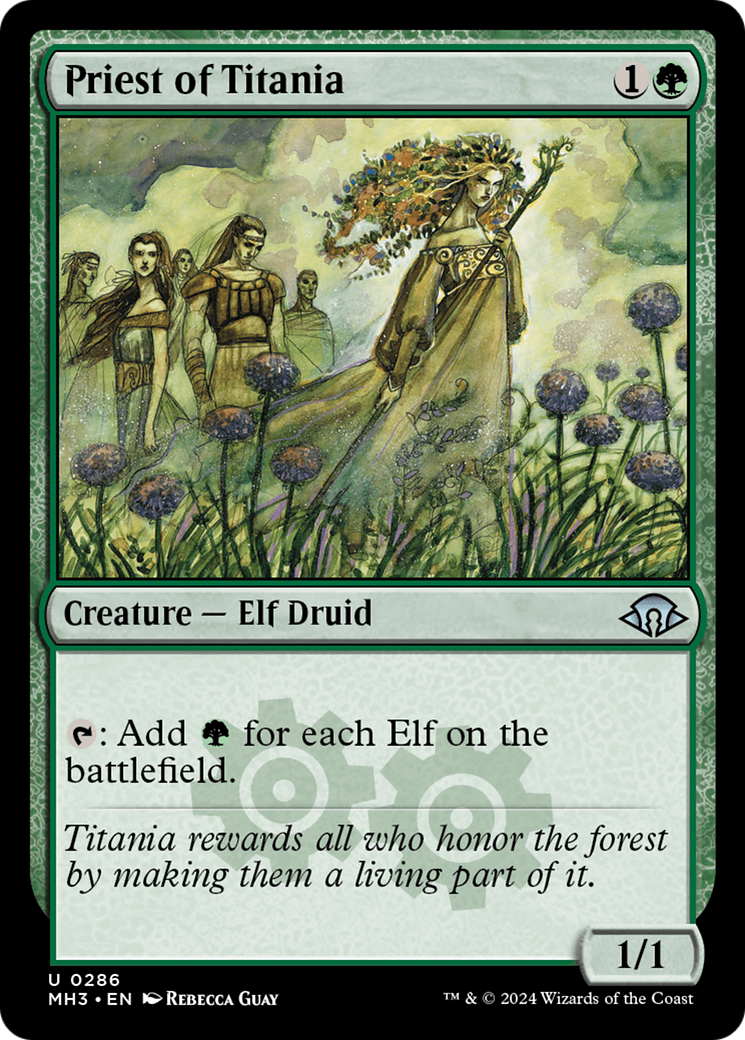 Priest of Titania 1
Creature — Elf Druid
: Add for each Elf on the
battlefield.
Titania rewards all who honor the forest
by making them a living part of it.
1/1
U 0286
MH3 • EN Rebecca Guay ™ & © 2024 Wizards of the Coast